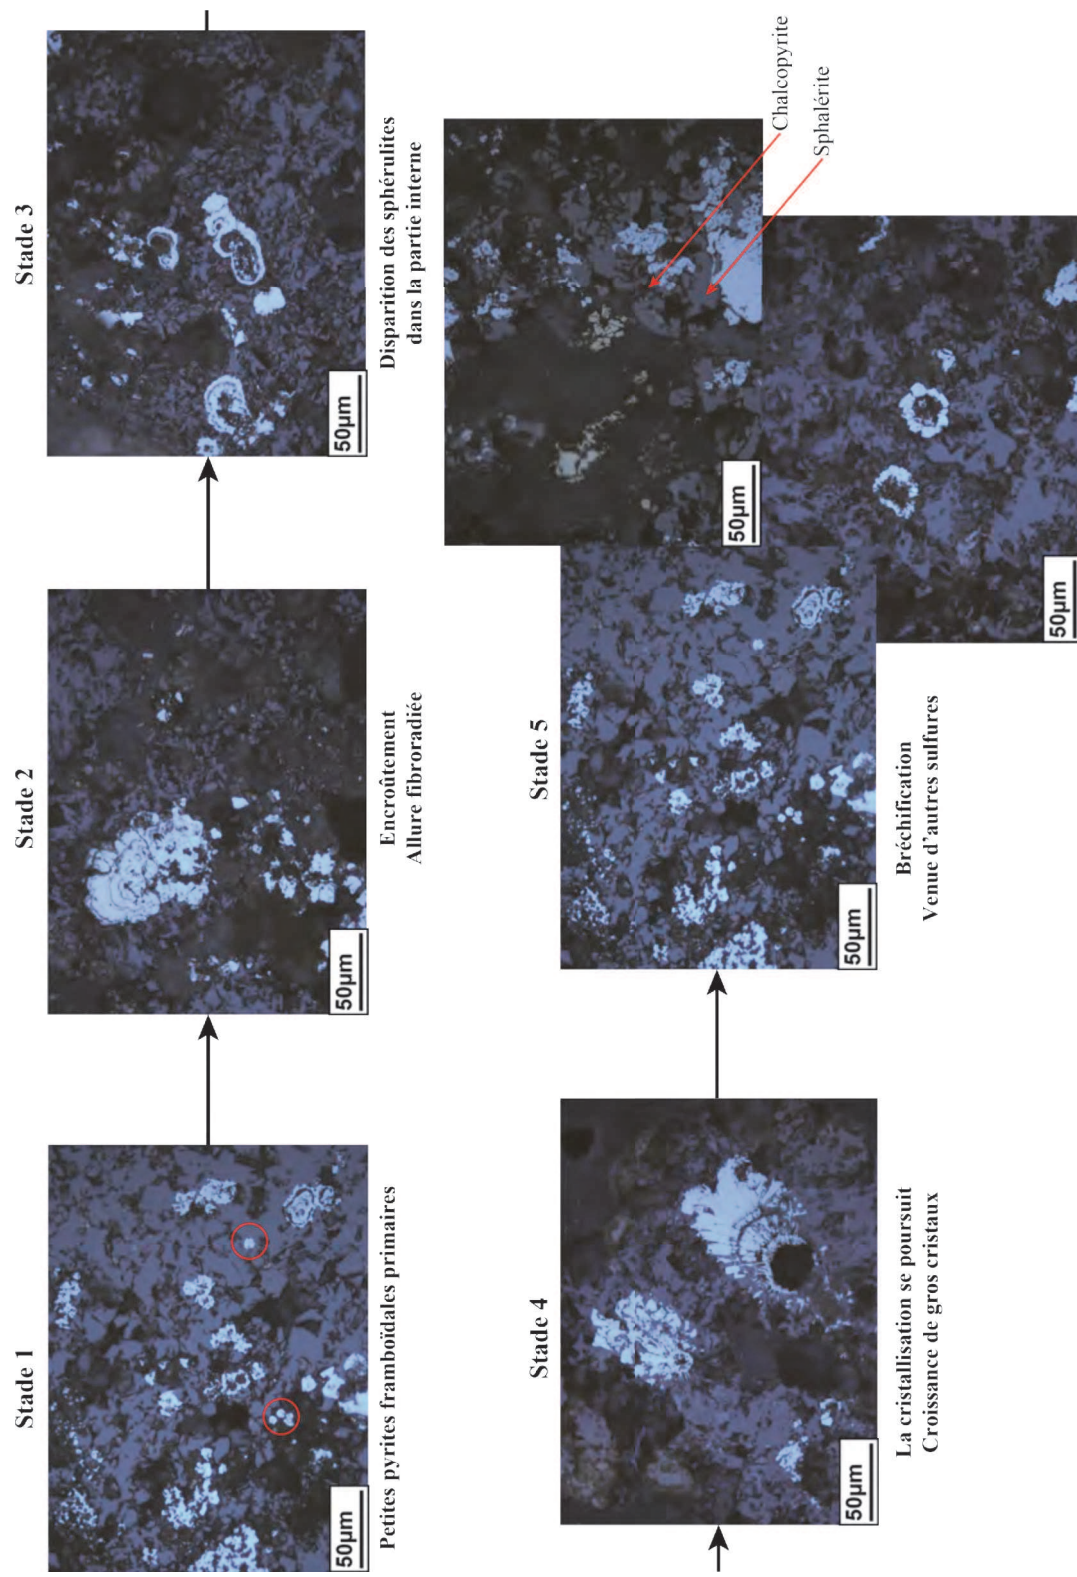 Stade 1
50µm
Petites pyrites framboïdales primaires
Stade 2
50µm
Encroûtement
Allure fibroradiée
Stade 3
50µm
Disparition des sphérulites
dans la partie interne
Stade 4
50µm
La cristallisation se poursuit
Croissance de gros cristaux
Stade 5
50µm
50µm
50µm
Chalcopyrite
Sphalérite
Bréchification
Venue d'autres sulfures